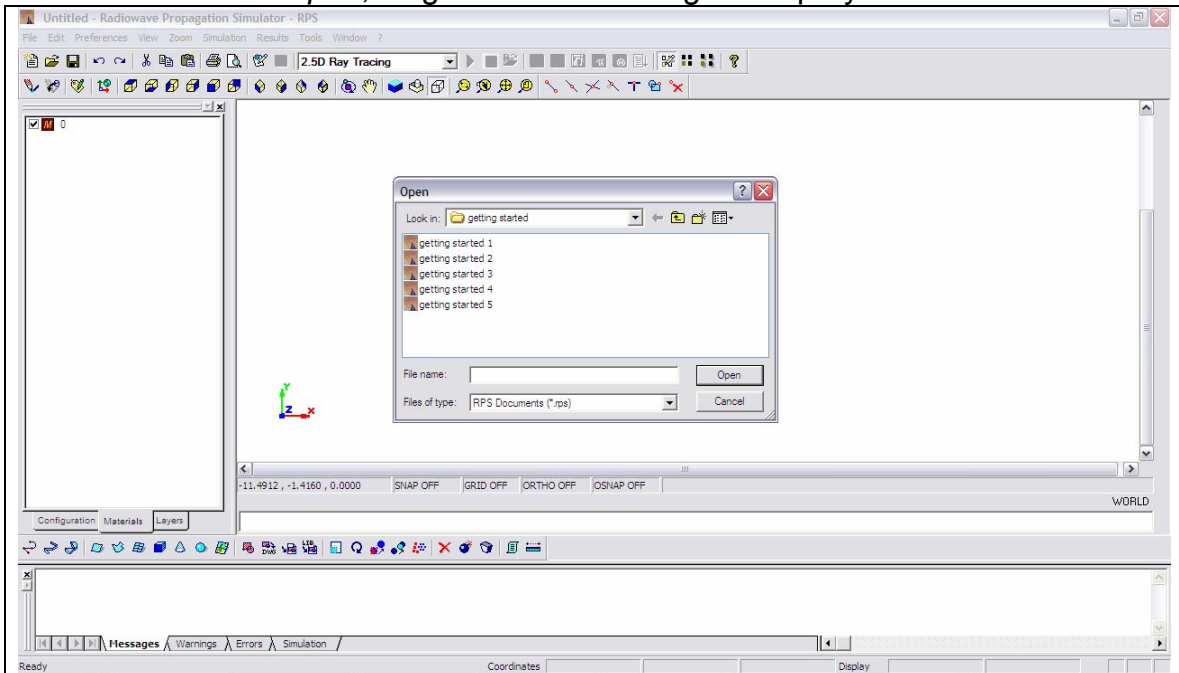 Untitled - Radiowave Propagation Simulator - RPS
File Edit Preferences View Zoom Simulation Results Tools Window ?
2.5D Ray Tracing
0
Open
Look in: getting started
getting started 1
getting started 2
getting started 3
getting started 4
getting started 5
File name: Open
Files of type: RPS Documents (*.rps) Cancel
Y
Z X
-11.4912 , -1.4160 , 0.0000 SNAP OFF GRID OFF ORTHO OFF OSNAP OFF
WORLD
Configuration Materials Layers
Messages Warnings Errors Simulation
Ready Coordinates Display